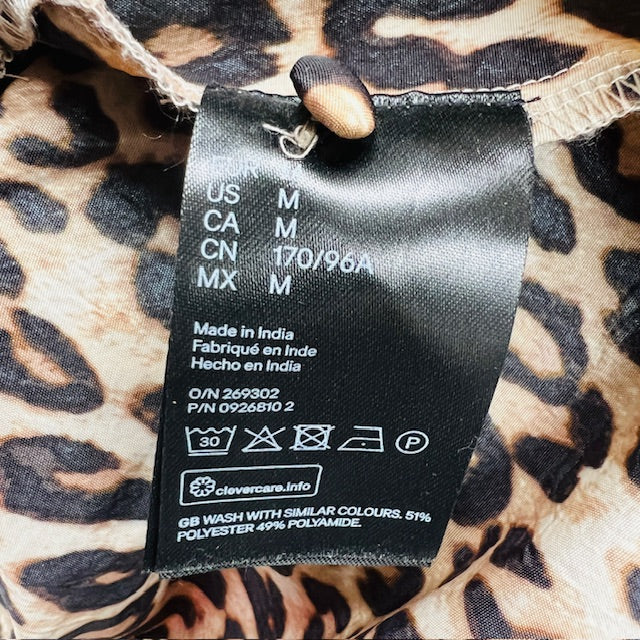 EUR
US M
CA M
CN 170/96A
MX M
Made in India
Fabriqué en Inde
Hecho en India
O/N 269302
P/N 0926810 2
30
P
clevercare.info
GB WASH WITH SIMILAR COLOURS. 51%
POLYESTER 49% POLYAMIDE.